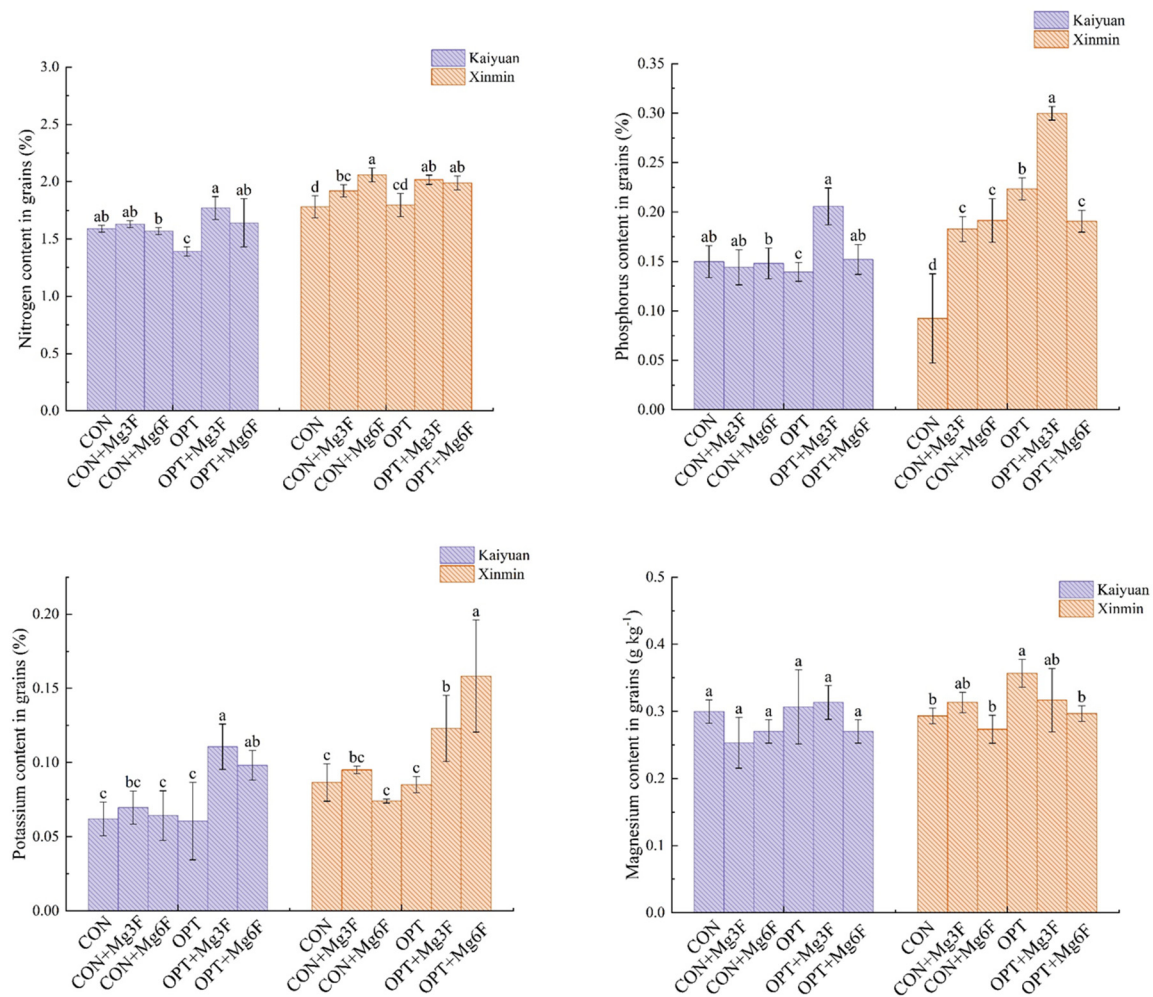 Kaiyuan
Xinmin
Nitrogen content in grains (%)
3.0
2.5
2.0
1.5
1.0
0.5
0.0
ab
ab
b
c
a
ab
d
bc
a
cd
ab
ab
CON
CON+Mg3F
CON+Mg6F
OPT
OPT+Mg3F
OPT+Mg6F
CON
CON+Mg3F
CON+Mg6F
OPT
OPT+Mg3F
OPT+Mg6F
Kaiyuan
Xinmin
Phosphorus content in grains (%)
0.35
0.30
0.25
0.20
0.15
0.10
0.05
0.00
ab
ab
b
c
a
ab
d
c
c
b
a
c
CON
CON+Mg3F
CON+Mg6F
OPT
OPT+Mg3F
OPT+Mg6F
CON
CON+Mg3F
CON+Mg6F
OPT
OPT+Mg3F
OPT+Mg6F
Kaiyuan
Xinmin
Potassium content in grains (%)
0.20
0.15
0.10
0.05
0.00
c
bc
c
c
a
ab
c
bc
c
c
b
a
CON
CON+Mg3F
CON+Mg6F
OPT
OPT+Mg3F
OPT+Mg6F
CON
CON+Mg3F
CON+Mg6F
OPT
OPT+Mg3F
OPT+Mg6F
Kaiyuan
Xinmin
Magnesium content in grains (g kg⁻¹)
0.5
0.4
0.3
0.2
0.1
0.0
a
a
a
a
a
a
b
ab
b
a
ab
b
CON
CON+Mg3F
CON+Mg6F
OPT
OPT+Mg3F
OPT+Mg6F
CON
CON+Mg3F
CON+Mg6F
OPT
OPT+Mg3F
OPT+Mg6F